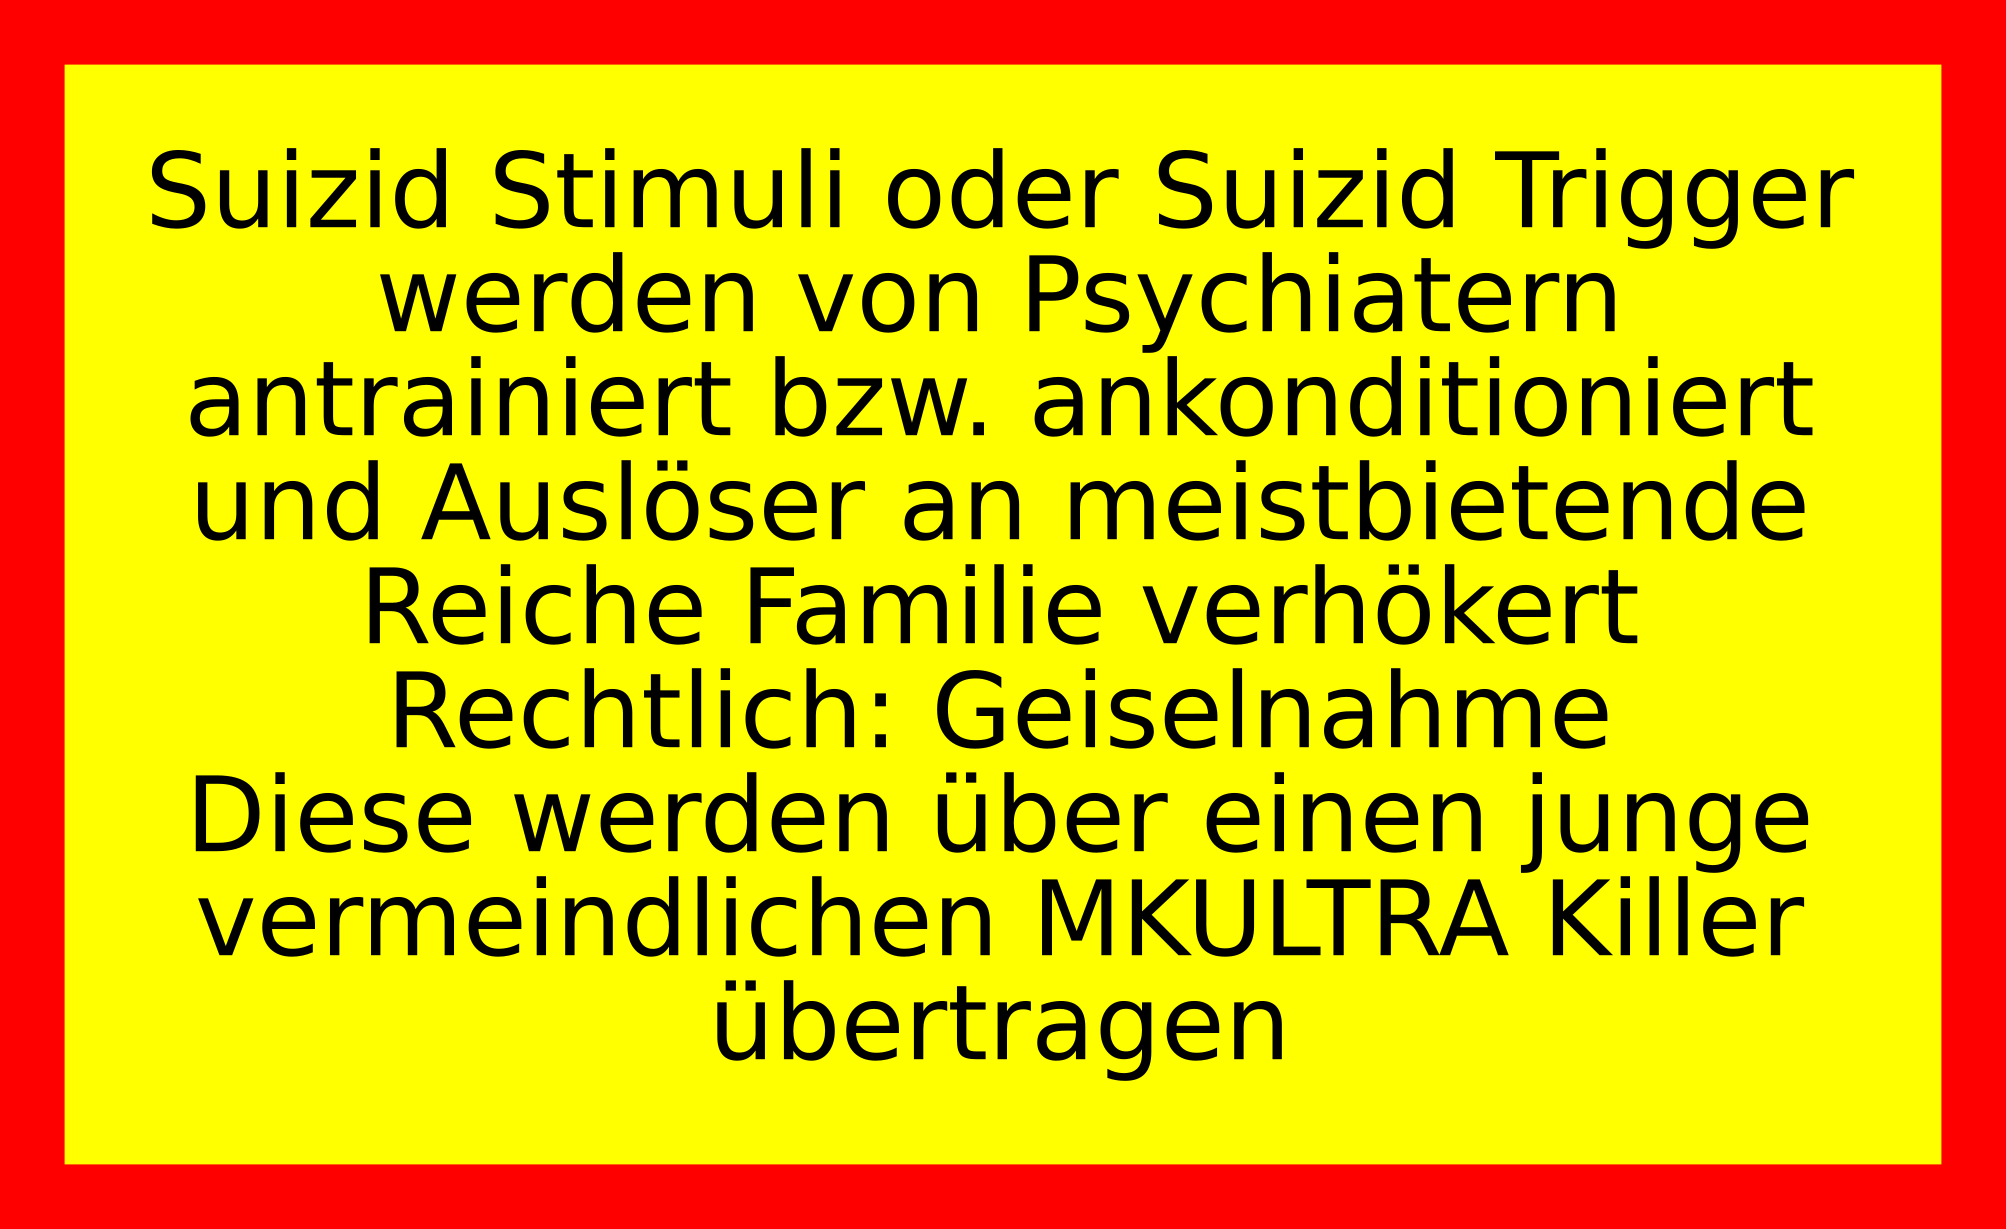 Suizid Stimuli oder Suizid Trigger
werden von Psychiatern
antrainiert bzw. ankonditioniert
und Auslöser an meistbietende
Reiche Familie verhökert
Rechtlich: Geiselnahme
Diese werden über einen junge
vermeindlichen MKULTRA Killer
übertragen